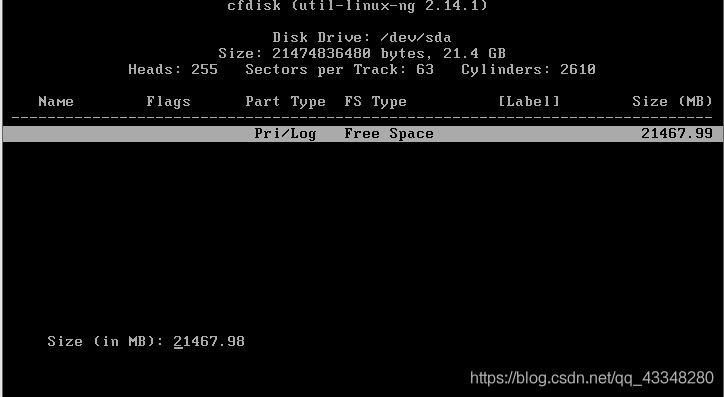 cfdisk (util-linux-ng 2.14.1)
Disk Drive: /dev/sda
Size: 21474836480 bytes, 21.4 GB
Heads: 255   Sectors per Track: 63   Cylinders: 2610
Name   Flags   Part Type   FS Type   [Label]   Size (MB)
Pri/Log   Free Space   21467.99
Size (in MB): 21467.98
https://blog.csdn.net/qq_43348280